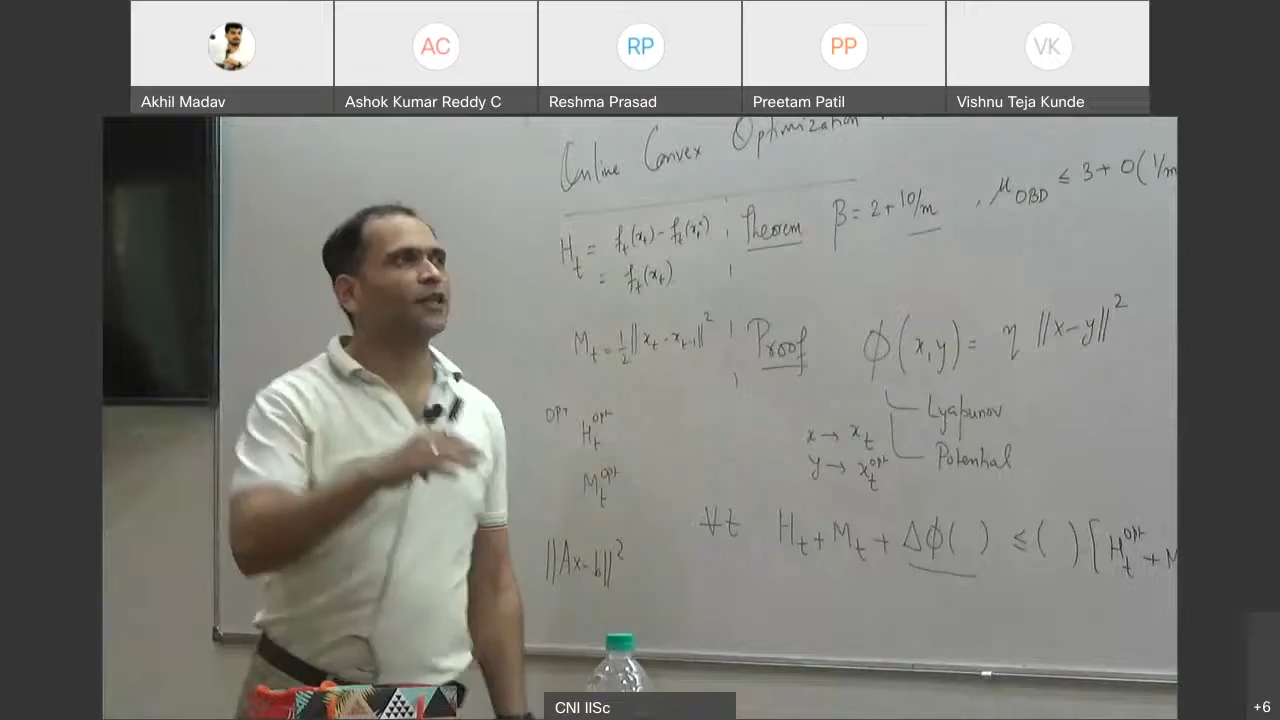 AC
RP
PP
VK
Akhil Madav
Ashok Kumar Reddy C
Reshma Prasad
Preetam Patil
Vishnu Teja Kunde
Online Convex Optimization
H_t = f_t(x_t) - f_t(x_t^*)
= f_t(x_t)
Theorem β = 2 + 10/m , μ_OBD ≤ 3 + O(1/m
M_t = 1/2 ||x_t - x_{t-1}||^2
Proof ϕ(x,y) = η ||x-y||^2
Lyapunov
Potential
x → x_t
y → x_t^opt
OPT H_t^opt
M_t^opt
∀t H_t + M_t + Δϕ( ) ≤ ( ) [H_t^opt + M
||Ax-b||^2
CNI IISc
+6